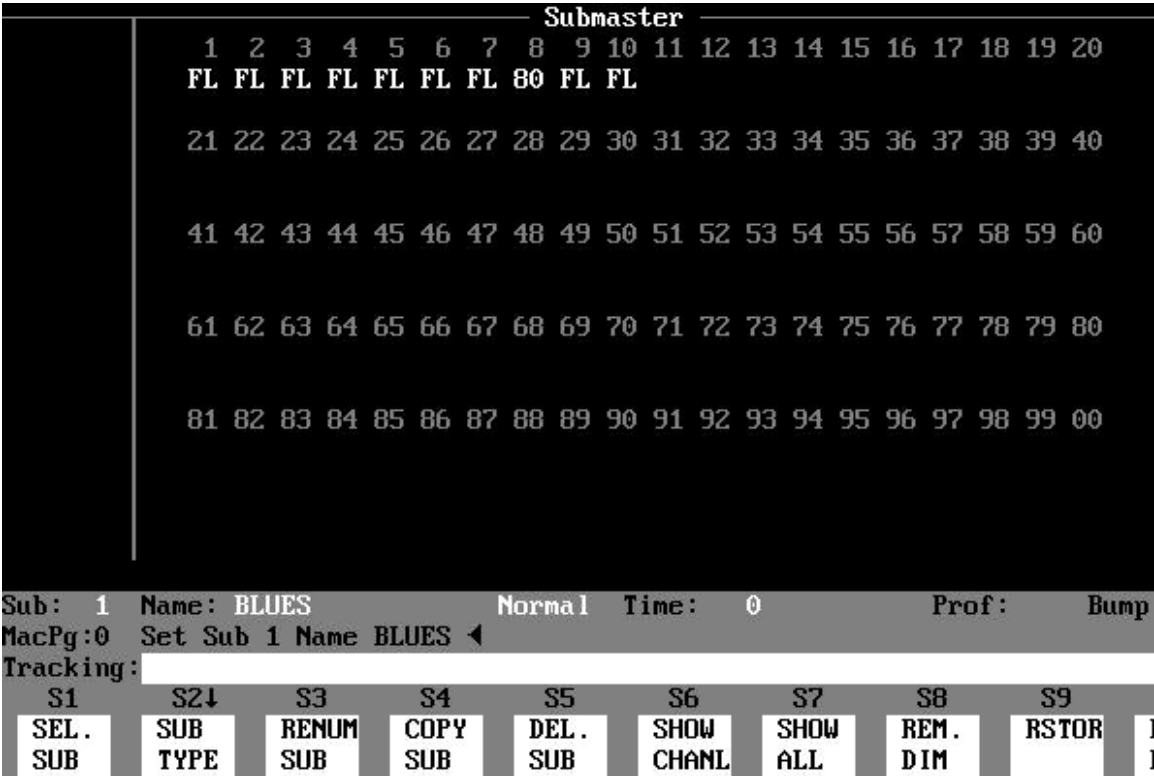 Submaster
1 2 3 4 5 6 7 8 9 10 11 12 13 14 15 16 17 18 19 20
FL FL FL FL FL FL FL 80 FL FL
21 22 23 24 25 26 27 28 29 30 31 32 33 34 35 36 37 38 39 40
41 42 43 44 45 46 47 48 49 50 51 52 53 54 55 56 57 58 59 60
61 62 63 64 65 66 67 68 69 70 71 72 73 74 75 76 77 78 79 80
81 82 83 84 85 86 87 88 89 90 91 92 93 94 95 96 97 98 99 00
Sub: 1 Name: BLUES Normal Time: 0 Prof: Bump
MacPg:0 Set Sub 1 Name BLUES ◄
Tracking:
S1 S2↓ S3 S4 S5 S6 S7 S8 S9
SEL. SUB RENUM COPY DEL. SHOW SHOW REM. RSTOR
SUB TYPE SUB SUB SUB CHANL ALL DIM